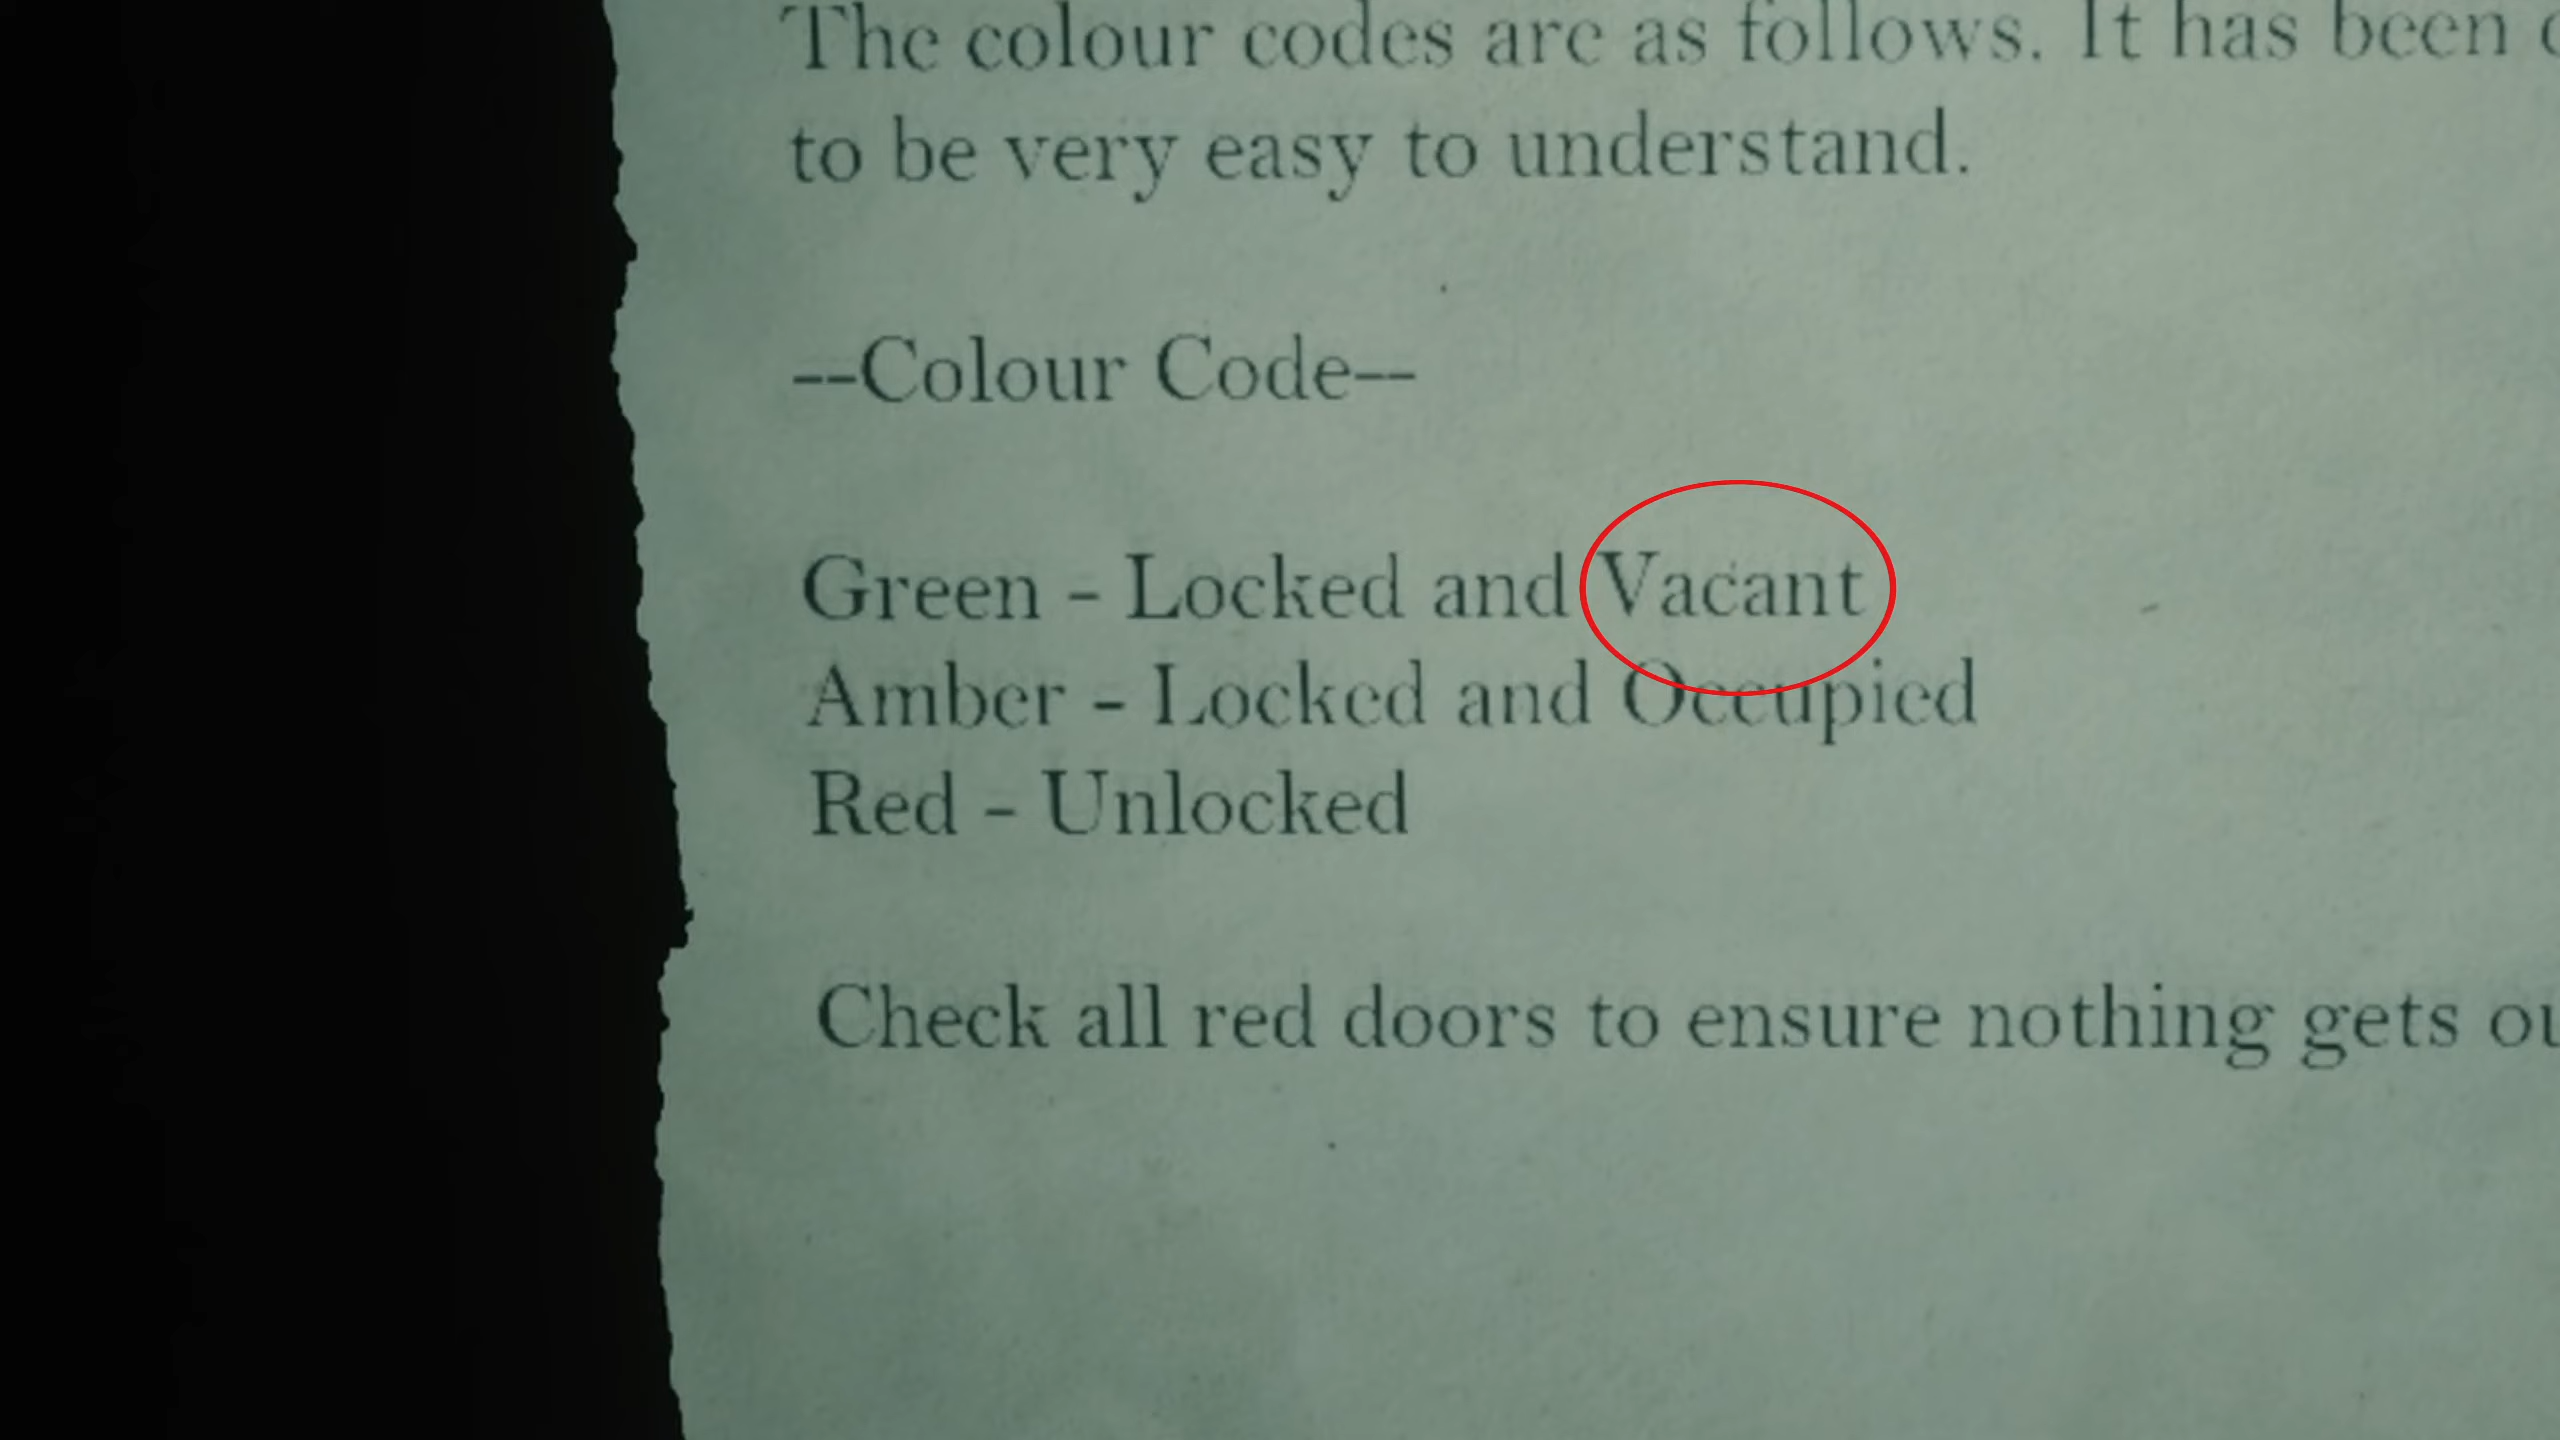 The colour codes are as follows. It has been
to be very easy to understand.
--Colour Code--
Green - Locked and Vacant
Amber - Locked and Occupied
Red - Unlocked
Check all red doors to ensure nothing gets